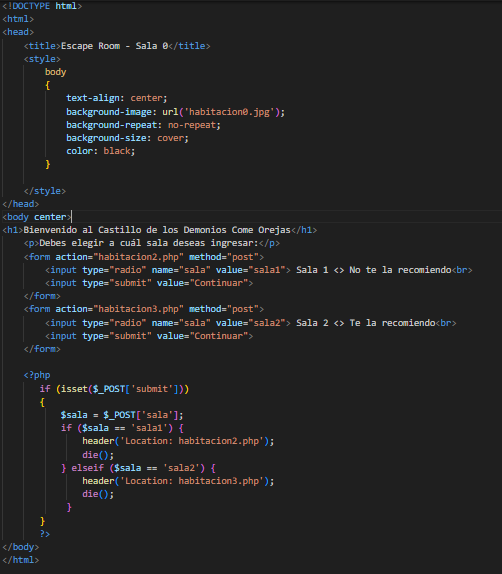 <!DOCTYPE html>
<html>
<head>
    <title>Escape Room - Sala 0</title>
    <style>
        body
        {
            text-align: center;
            background-image: url('habitacion0.jpg');
            background-repeat: no-repeat;
            background-size: cover;
            color: black;
        }

    </style>
</head>
<body center>
<h1>Bienvenido al Castillo de los Demonios Come Orejas</h1>
    <p>Debes elegir a cuál sala deseas ingresar:</p>
    <form action="habitacion2.php" method="post">
        <input type="radio" name="sala" value="sala1"> Sala 1 <> No te la recomiendo<br>
        <input type="submit" value="Continuar">
    </form>
    <form action="habitacion3.php" method="post">
        <input type="radio" name="sala" value="sala2"> Sala 2 <> Te la recomiendo<br>
        <input type="submit" value="Continuar">
    </form>

    <?php
       if (isset($_POST['submit']))
       {
           $sala = $_POST['sala'];
           if ($sala == 'sala1') {
               header('Location: habitacion2.php');
               die();
           } elseif ($sala == 'sala2') {
               header('Location: habitacion3.php');
               die();
            }
       }
       ?>
</body>
</html>